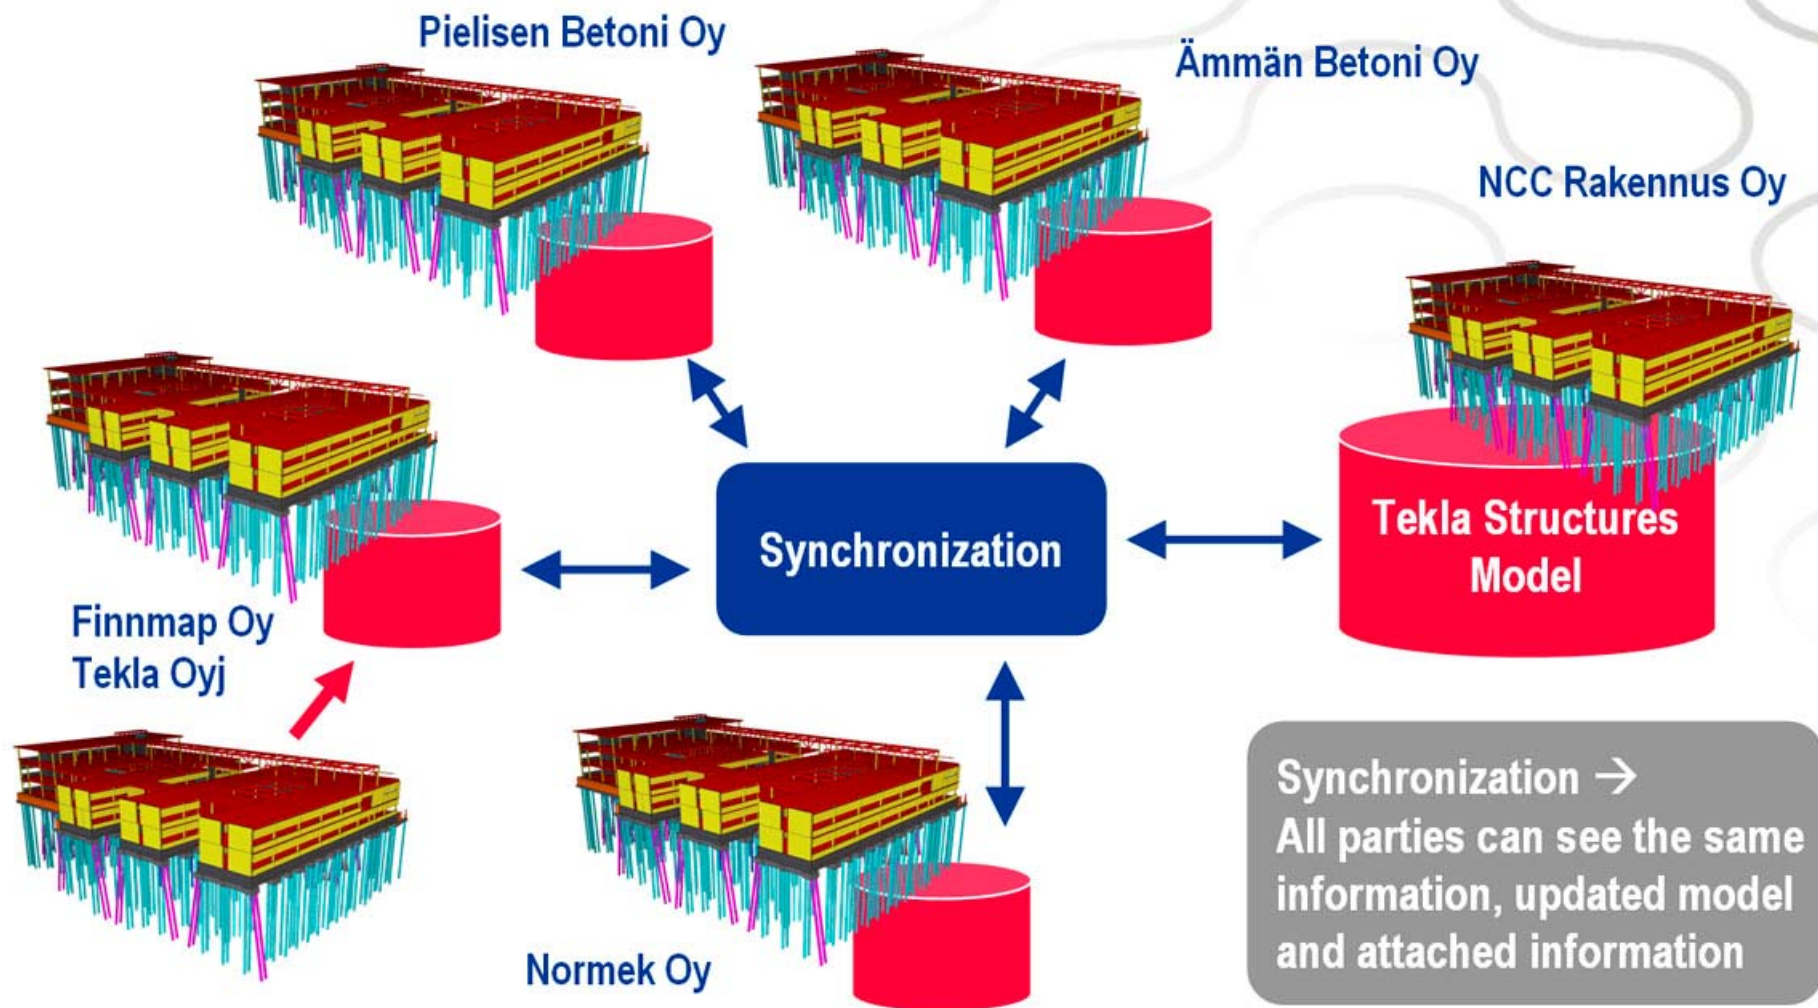 Pielisen Betoni Oy
Ämmän Betoni Oy
NCC Rakennus Oy
Finnmap Oy
Tekla Oyj
Synchronization
Tekla Structures
Model
Normek Oy
Synchronization →
All parties can see the same
information, updated model
and attached information